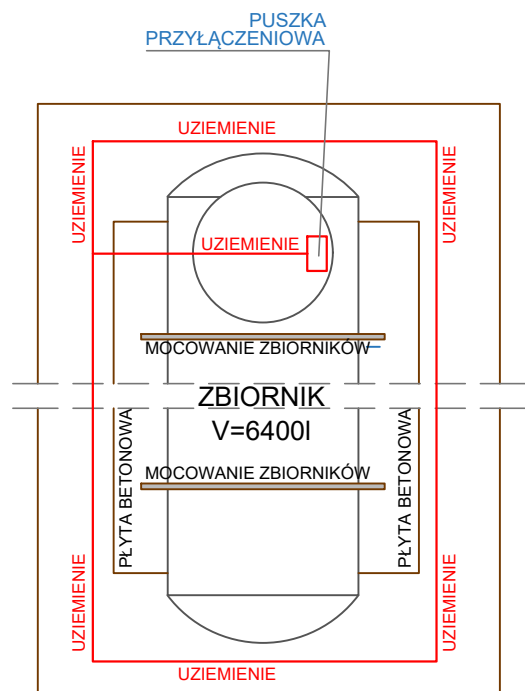 PUSZKA
PRZYŁĄCZENIOWA
UZIEMIENIE
UZIEMIENIE
UZIEMIENIE
UZIEMIENIE
MOCOWANIE ZBIORNIKÓW
ZBIORNIK
V=6400l
MOCOWANIE ZBIORNIKÓW
PŁYTA BETONOWA
PŁYTA BETONOWA
UZIEMIENIE
UZIEMIENIE
UZIEMIENIE